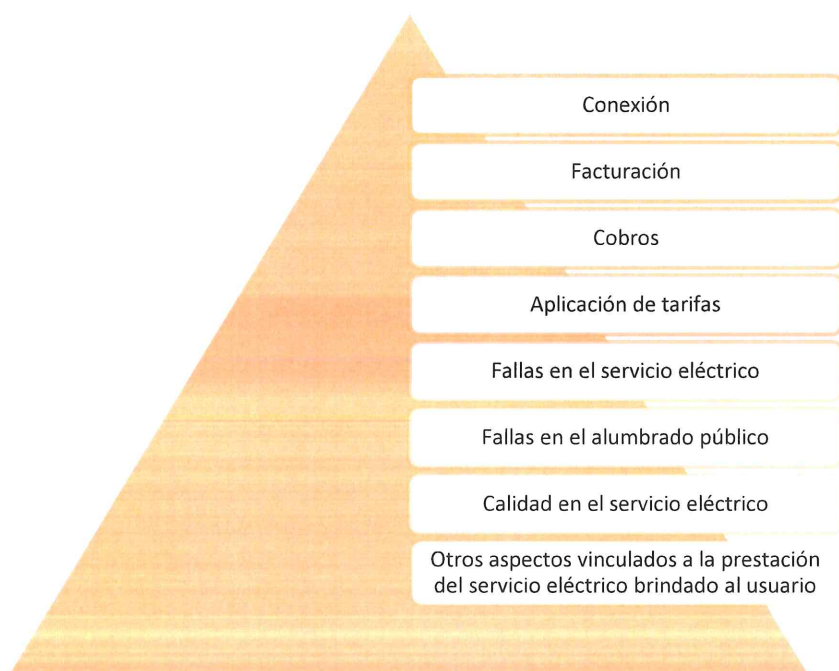 Conexión
Facturación
Cobros
Aplicación de tarifas
Fallas en el servicio eléctrico
Fallas en el alumbrado público
Calidad en el servicio eléctrico
Otros aspectos vinculados a la prestación
del servicio eléctrico brindado al usuario